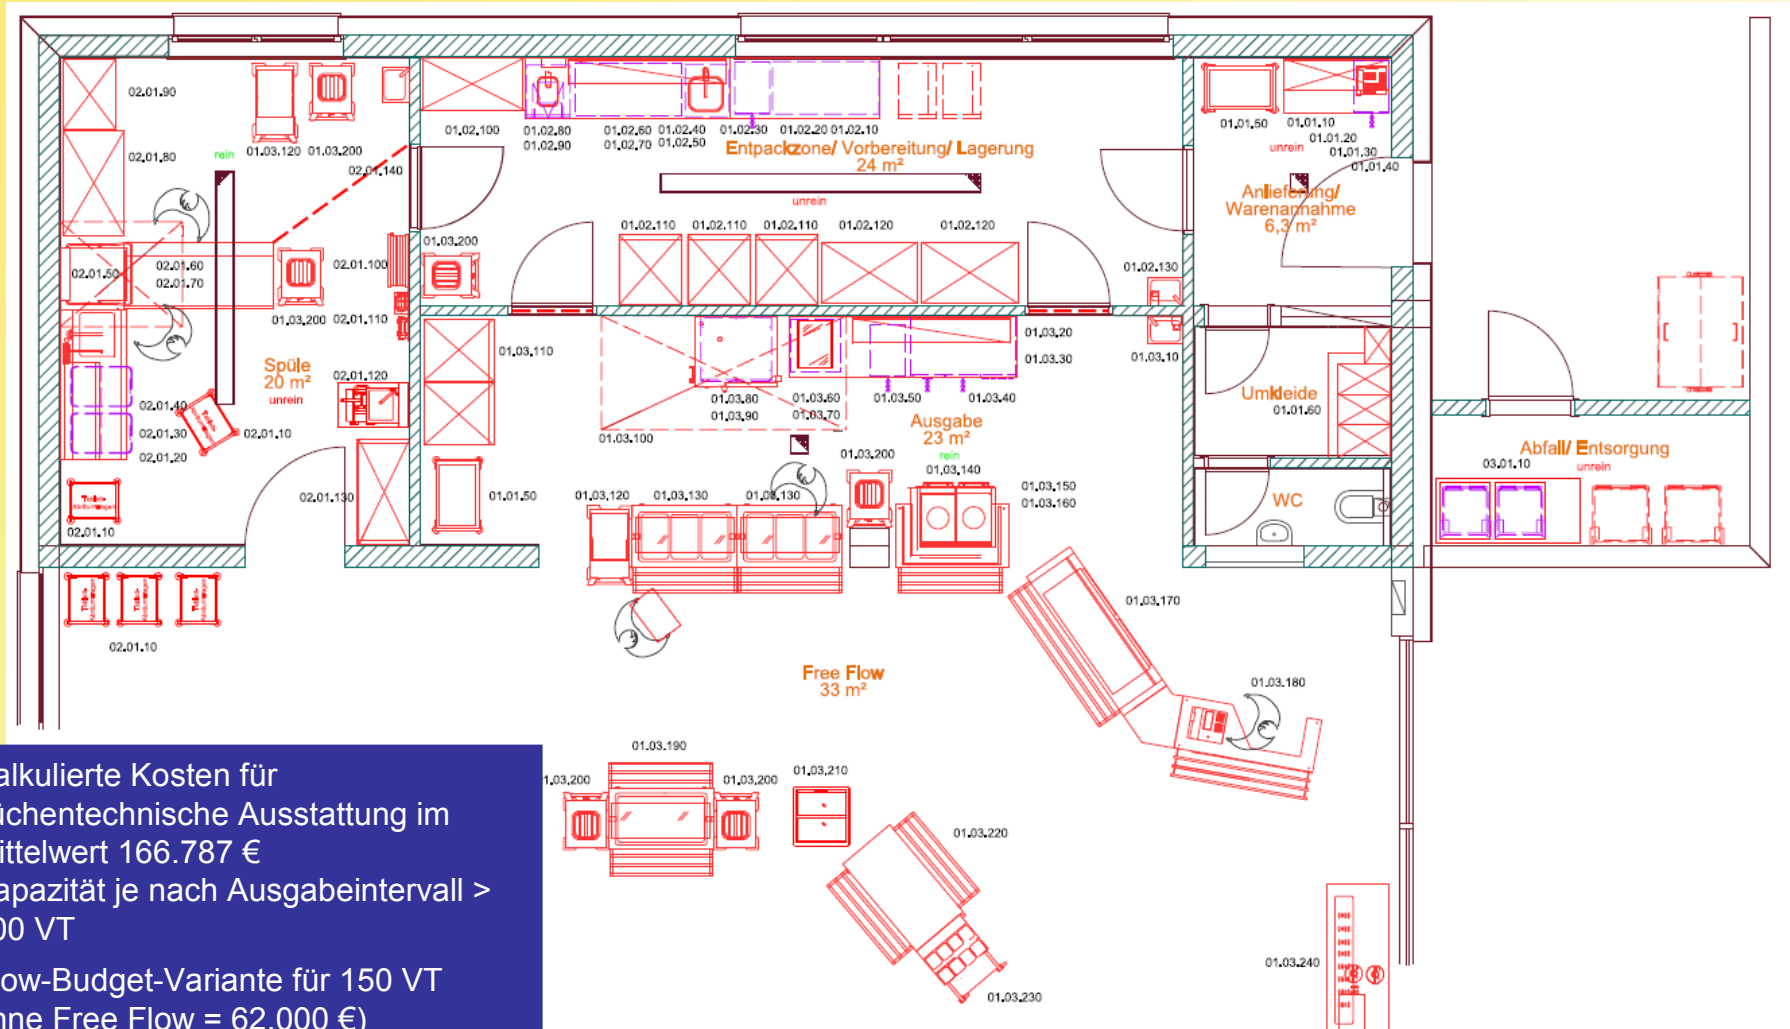 02.01.90
02.01.80
rein
01.03.120 01.03.200
02.01.140
01.02.100
01.02.80
01.02.90
01.02.60
01.02.70
01.02.40
01.02.50
01.02.30
01.02.20 01.02.10
Entpackzone/ Vorbereitung/ Lagerung
24 m²
unrein
01.01.50
01.01.10
01.01.20
01.01.30
01.01.40
unrein
Anlieferung/
Warenannahme
6,3 m²
02.01.50
02.01.60
02.01.70
02.01.100
01.03.200
02.01.110
01.03.200
01.02.110
01.02.110
01.02.110
01.02.120
01.02.120
01.02.130
Spüle
20 m²
unrein
02.01.120
02.01.40
02.01.30
02.01.20
02.01.10
02.01.10
02.01.130
01.03.110
01.01.50
01.03.100
01.03.80
01.03.90
01.03.60
01.03.70
01.03.50
01.03.40
01.03.20
01.03.30
01.03.10
Ausgabe
23 m²
rein
01.03.140
01.03.200
01.03.150
01.03.160
01.03.120
01.03.130
01.03.130
Umkleide
01.01.60
WC
Abfall/ Entsorgung
unrein
03.01.10
02.01.10
Free Flow
33 m²
01.03.170
01.03.180
01.03.190
1.03.200
01.03.200
01.03.210
01.03.220
01.03.230
01.03.240
alkulierte Kosten für
üchentechnische Ausstattung im
ittelwert 166.787 €
apazität je nach Ausgabeintervall >
00 VT
ow-Budget-Variante für 150 VT
hne Free Flow = 62.000 €)